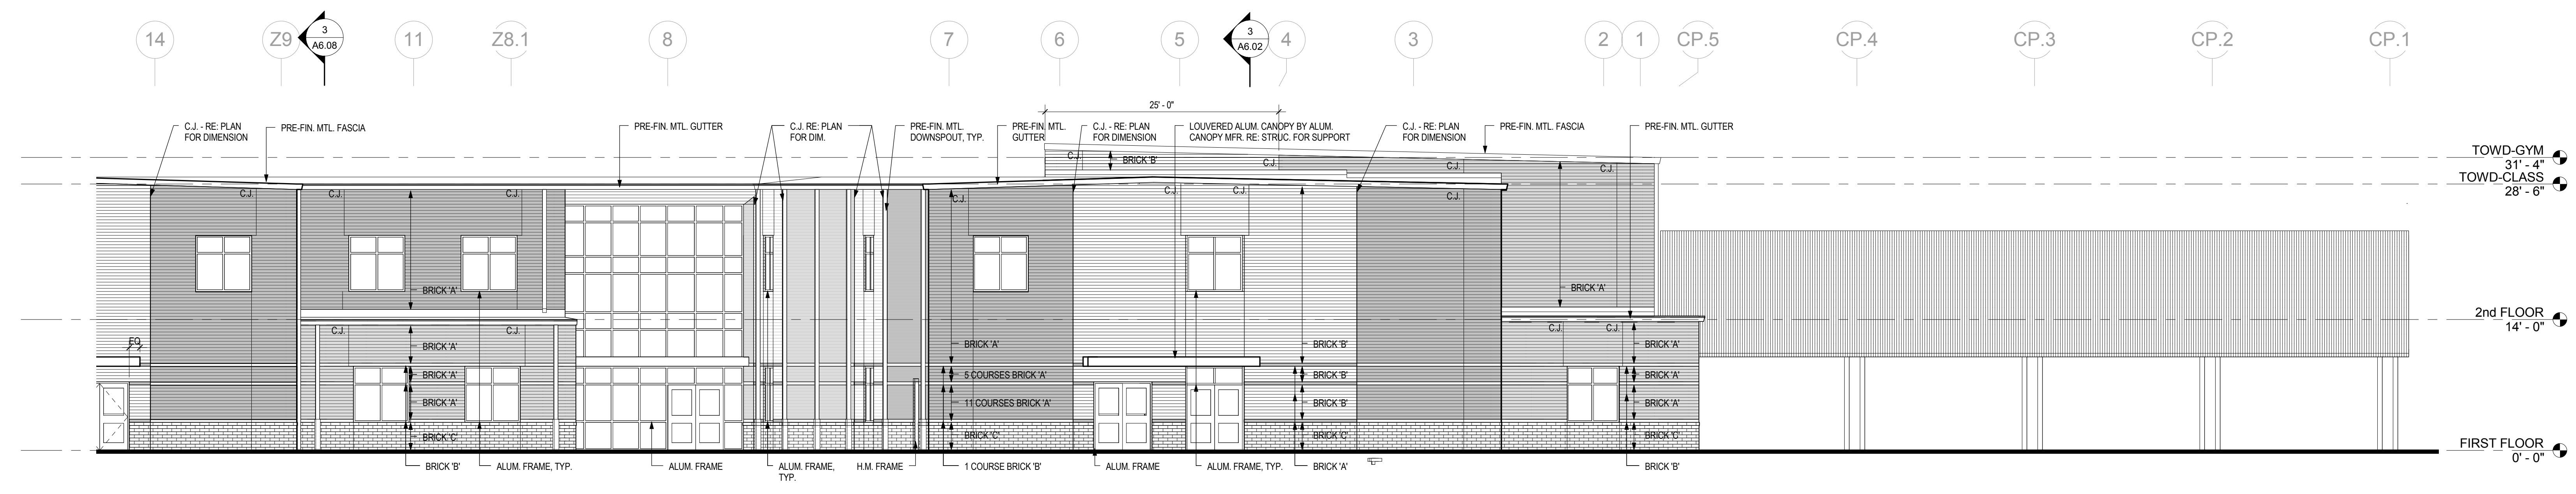 14
Z9
3
A6.08
11
Z8.1
8
7
6
5
3
A6.02
4
3
2
1
CP.5
CP.4
CP.3
CP.2
CP.1
25' - 0"
C.J. - RE: PLAN
FOR DIMENSION
PRE-FIN. MTL. FASCIA
PRE-FIN. MTL. GUTTER
C.J. RE: PLAN
FOR DIM.
PRE-FIN. MTL.
DOWNSPOUT, TYP.
PRE-FIN. MTL.
GUTTER
C.J. - RE: PLAN
FOR DIMENSION
LOUVERED ALUM. CANOPY BY ALUM.
CANOPY MFR. RE: STRUC. FOR SUPPORT
C.J. - RE: PLAN
FOR DIMENSION
PRE-FIN. MTL. FASCIA
PRE-FIN. MTL. GUTTER
TOWD-GYM
31' - 4"
TOWD-CLASS
28' - 6"
C.J.
BRICK 'B'
C.J.
C.J.
C.J.
C.J.
C.J.
C.J.
C.J.
C.J.
C.J.
C.J.
BRICK 'A'
BRICK 'A'
2nd FLOOR
14' - 0"
C.J.
C.J.
C.J.
C.J.
EQ
BRICK 'A'
BRICK 'A'
BRICK 'B'
BRICK 'A'
BRICK 'A'
5 COURSES BRICK 'A'
BRICK 'B'
BRICK 'A'
BRICK 'A'
11 COURSES BRICK 'A'
BRICK 'B'
BRICK 'A'
BRICK 'C'
BRICK 'C'
BRICK 'C'
BRICK 'C'
FIRST FLOOR
0' - 0"
BRICK 'B'
ALUM. FRAME, TYP.
ALUM. FRAME
ALUM. FRAME,
TYP.
H.M. FRAME
1 COURSE BRICK 'B'
ALUM. FRAME
ALUM. FRAME, TYP.
BRICK 'A'
BRICK 'B'